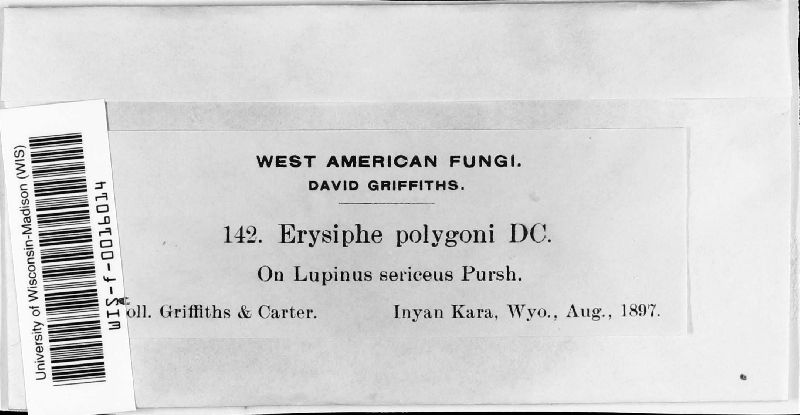 WEST AMERICAN FUNGI.
DAVID GRIFFITHS.
142. Erysiphe polygoni DC.
On Lupinus sericeus Pursh.
oll. Griffiths & Carter. Inyan Kara, Wyo., Aug., 1897.
University of Wisconsin-Madison (WIS)
WIS-f-0016014